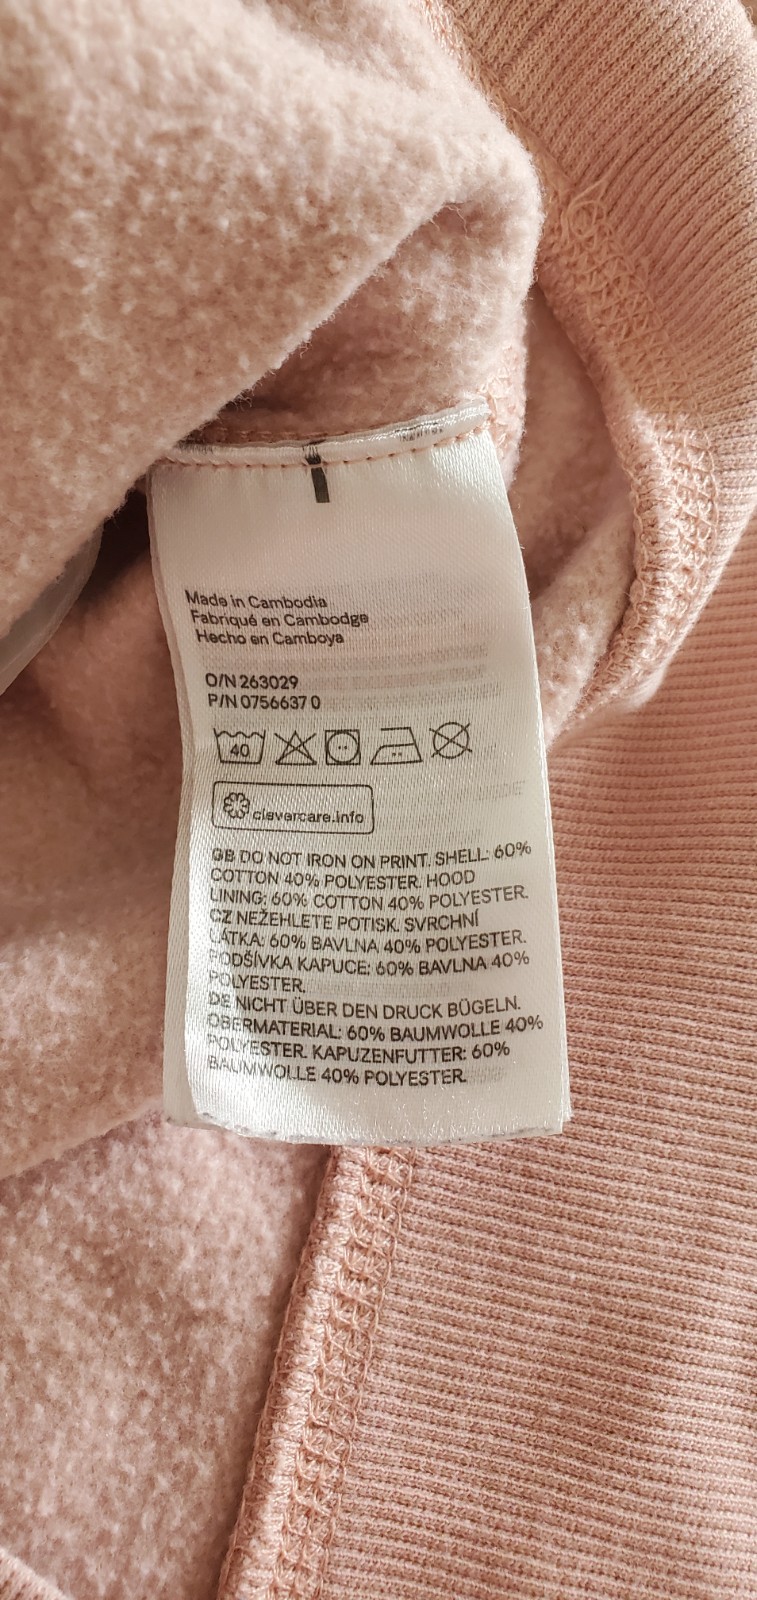 Made in Cambodia
Fabriqué en Cambodge
Hecho en Camboya
O/N 263029
P/N 0756637 0
40
clevercare.info
GB DO NOT IRON ON PRINT. SHELL: 60%
COTTON 40% POLYESTER. HOOD
LINING: 60% COTTON 40% POLYESTER.
CZ NEŽEHLETE POTISK. SVRCHNÍ
LÁTKA: 60% BAVLNA 40% POLYESTER.
PODŠÍVKA KAPUCE: 60% BAVLNA 40%
POLYESTER.
DE NICHT ÜBER DEN DRUCK BÜGELN.
OBERMATERIAL: 60% BAUMWOLLE 40%
POLYESTER. KAPUZENFUTTER: 60%
BAUMWOLLE 40% POLYESTER.